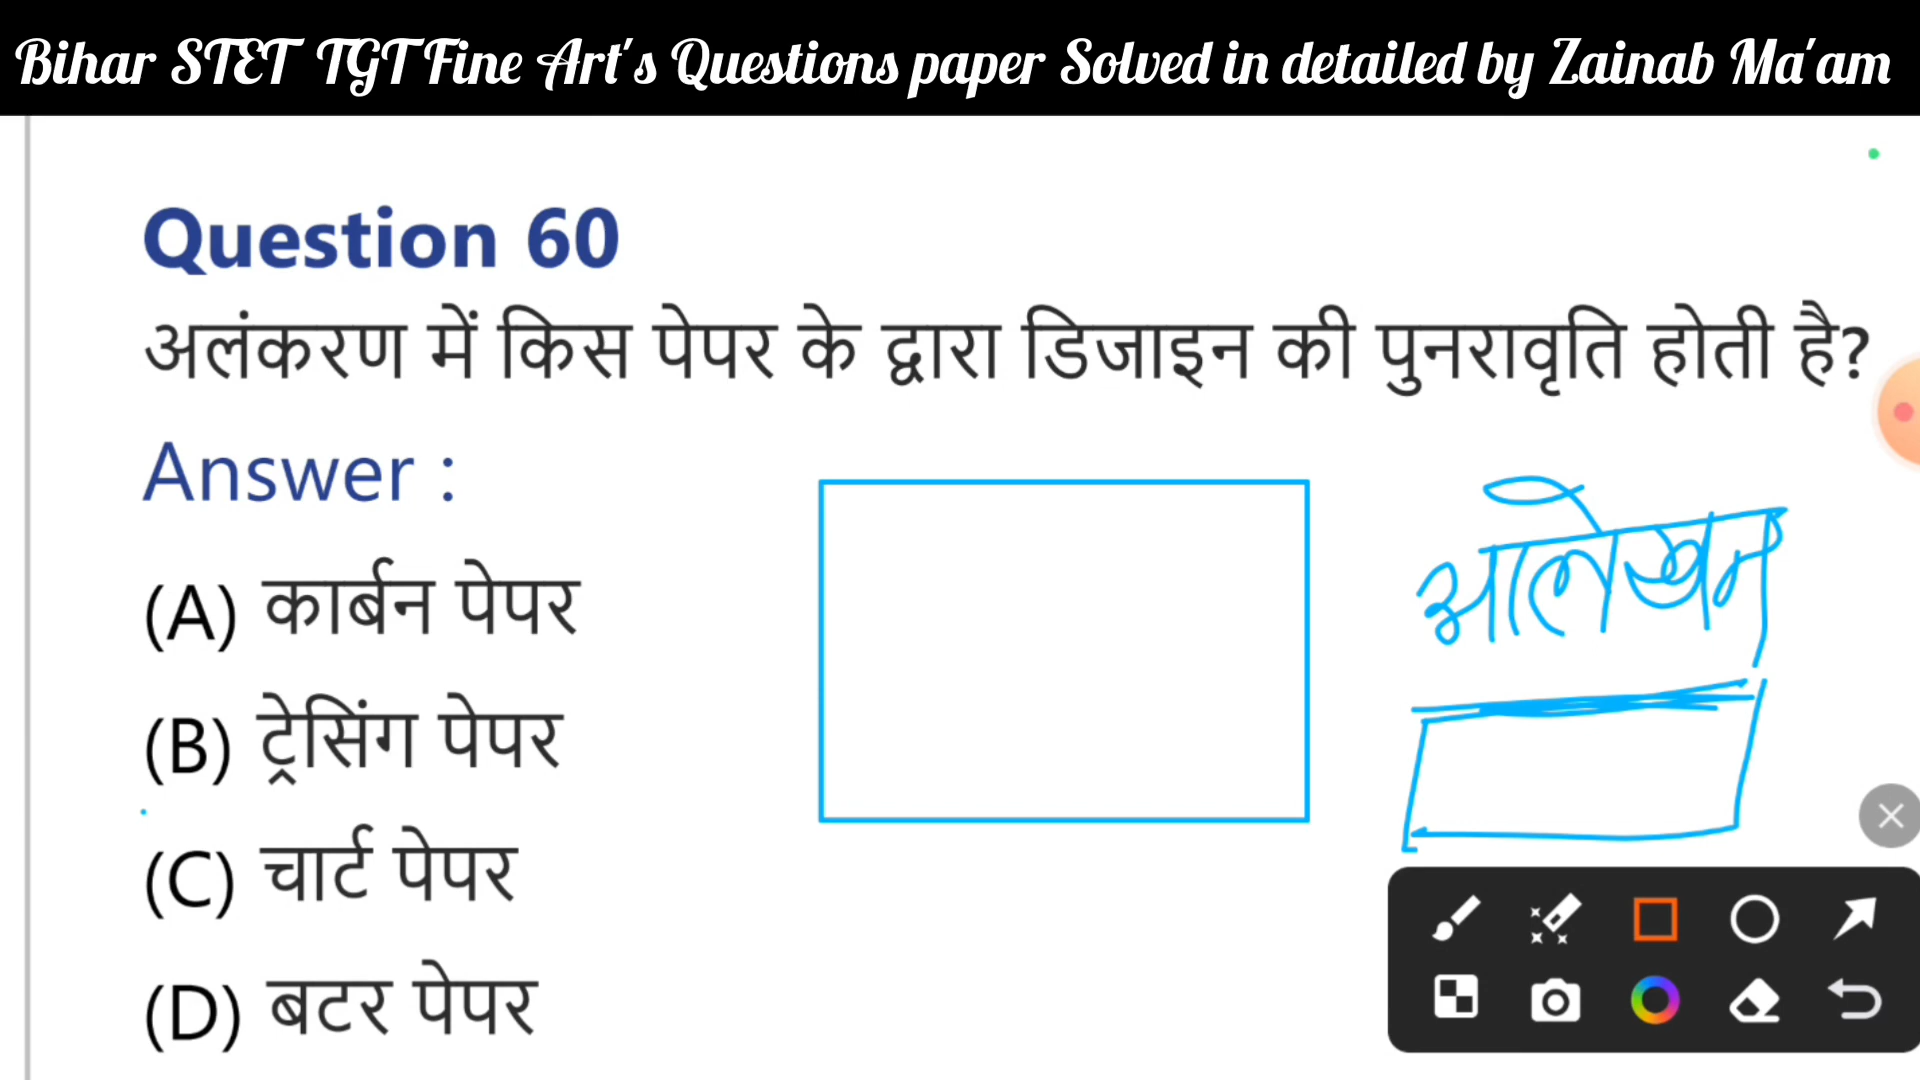 Bihar STET TGT Fine Art's Questions paper Solved in detailed by Zainab Ma'am
Question 60
अलंकरण में किस पेपर के द्वारा डिजाइन की पुनरावृति होती है?
Answer :
(A) कार्बन पेपर
(B) ट्रेसिंग पेपर
(C) चार्ट पेपर
(D) बटर पेपर
आलेखन